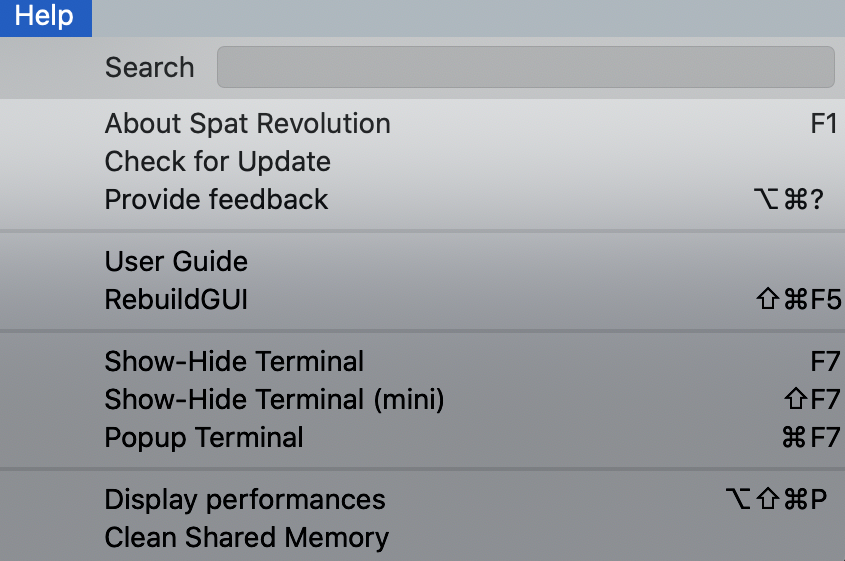 Help
Search
About Spat Revolution F1
Check for Update
Provide feedback ⌥⌘?
User Guide
RebuildGUI ⇧⌘F5
Show-Hide Terminal F7
Show-Hide Terminal (mini) ⇧F7
Popup Terminal ⌘F7
Display performances ⌥⇧⌘P
Clean Shared Memory